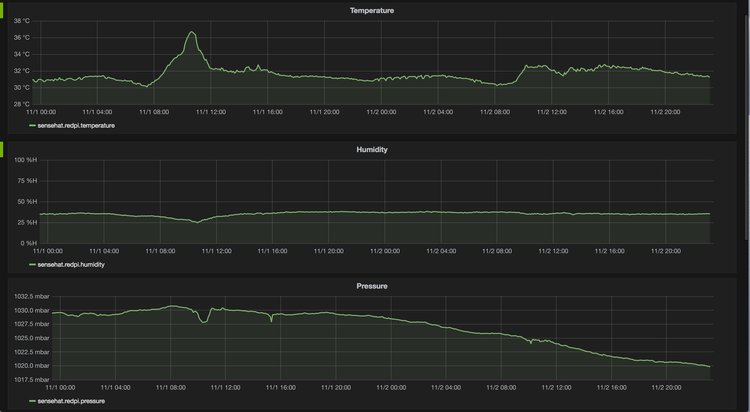 Temperature
38 °C
36 °C
34 °C
32 °C
30 °C
28 °C
11/1 00:00 11/1 04:00 11/1 08:00 11/1 12:00 11/1 16:00 11/1 20:00 11/2 00:00 11/2 04:00 11/2 08:00 11/2 12:00 11/2 16:00 11/2 20:00
sensehat.redpi.temperature
Humidity
100 %H
75 %H
50 %H
25 %H
0 %H
11/1 00:00 11/1 04:00 11/1 08:00 11/1 12:00 11/1 16:00 11/1 20:00 11/2 00:00 11/2 04:00 11/2 08:00 11/2 12:00 11/2 16:00 11/2 20:00
sensehat.redpi.humidity
Pressure
1032.5 mbar
1030.0 mbar
1027.5 mbar
1025.0 mbar
1022.5 mbar
1020.0 mbar
1017.5 mbar
11/1 00:00 11/1 04:00 11/1 08:00 11/1 12:00 11/1 16:00 11/1 20:00 11/2 00:00 11/2 04:00 11/2 08:00 11/2 12:00 11/2 16:00 11/2 20:00
sensehat.redpi.pressure